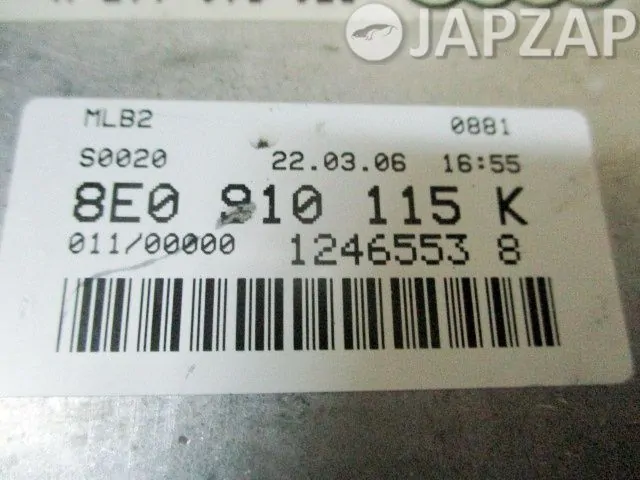 JAPZAP
MLB2 0881
S0020 22.03.06 16:55
8E0 910 115 K
011/00000 1246553 8